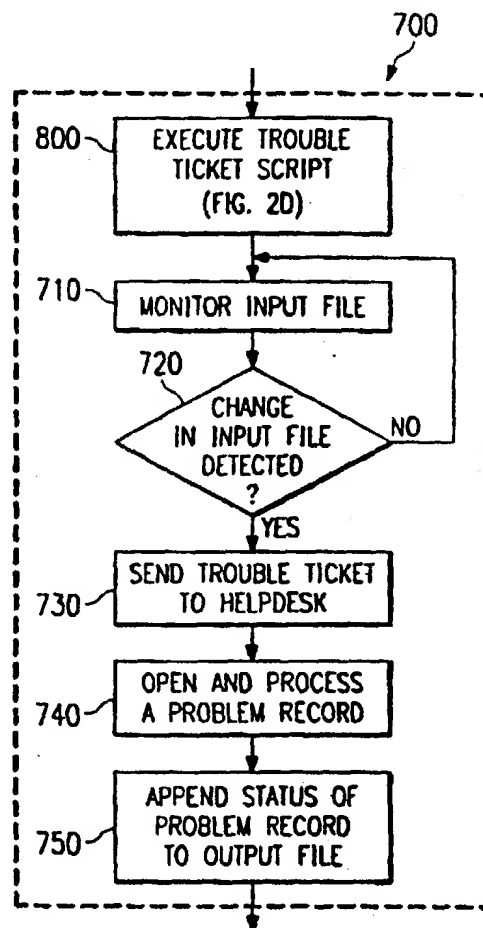 700
800
EXECUTE TROUBLE
TICKET SCRIPT
(FIG. 2D)
710
MONITOR INPUT FILE
720
CHANGE
IN INPUT FILE
DETECTED
?
NO
YES
730
SEND TROUBLE TICKET
TO HELPDESK
740
OPEN AND PROCESS
A PROBLEM RECORD
750
APPEND STATUS OF
PROBLEM RECORD
TO OUTPUT FILE